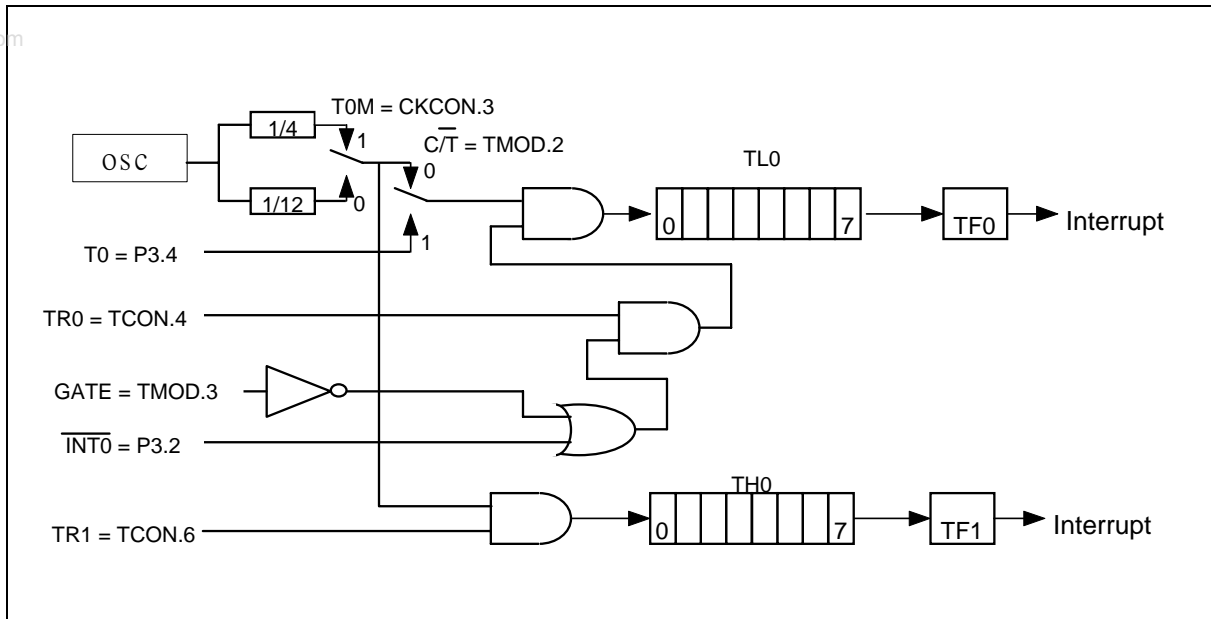 om
T0M = CKCON.3
1/4
1
C/T = TMOD.2
OSC
0
TL0
1/12
0
0
7
TF0
Interrupt
1
T0 = P3.4
TR0 = TCON.4
GATE = TMOD.3
INT0 = P3.2
TH0
0
7
TF1
Interrupt
TR1 = TCON.6